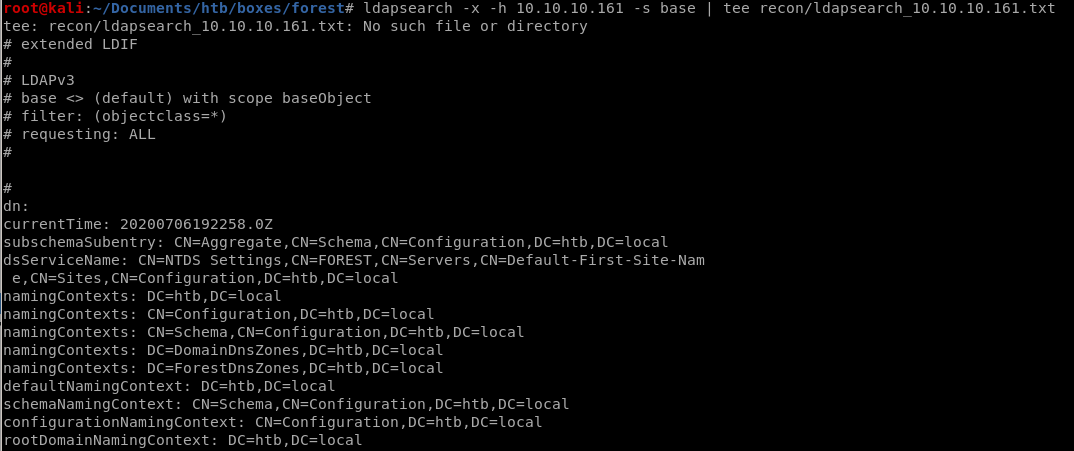 root@kali:~/Documents/htb/boxes/forest# ldapsearch -x -h 10.10.10.161 -s base | tee recon/ldapsearch_10.10.10.161.txt
tee: recon/ldapsearch_10.10.10.161.txt: No such file or directory
# extended LDIF
#
# LDAPv3
# base <> (default) with scope baseObject
# filter: (objectclass=*)
# requesting: ALL
#
#
dn:
currentTime: 20200706192258.0Z
subschemaSubentry: CN=Aggregate,CN=Schema,CN=Configuration,DC=htb,DC=local
dsServiceName: CN=NTDS Settings,CN=FOREST,CN=Servers,CN=Default-First-Site-Nam
 e,CN=Sites,CN=Configuration,DC=htb,DC=local
namingContexts: DC=htb,DC=local
namingContexts: CN=Configuration,DC=htb,DC=local
namingContexts: CN=Schema,CN=Configuration,DC=htb,DC=local
namingContexts: DC=DomainDnsZones,DC=htb,DC=local
namingContexts: DC=ForestDnsZones,DC=htb,DC=local
defaultNamingContext: DC=htb,DC=local
schemaNamingContext: CN=Schema,CN=Configuration,DC=htb,DC=local
configurationNamingContext: CN=Configuration,DC=htb,DC=local
rootDomainNamingContext: DC=htb,DC=local